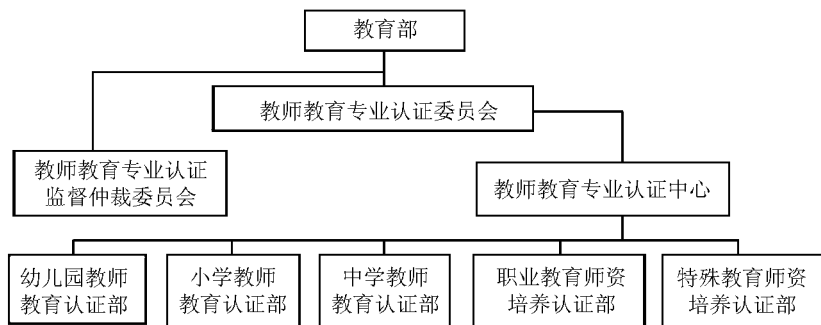 教育部
教师教育专业认证委员会
教师教育专业认证
监督仲裁委员会
教师教育专业认证中心
幼儿园教师
教育认证部
小学教师
教育认证部
中学教师
教育认证部
职业教育师资
培养认证部
特殊教育师资
培养认证部